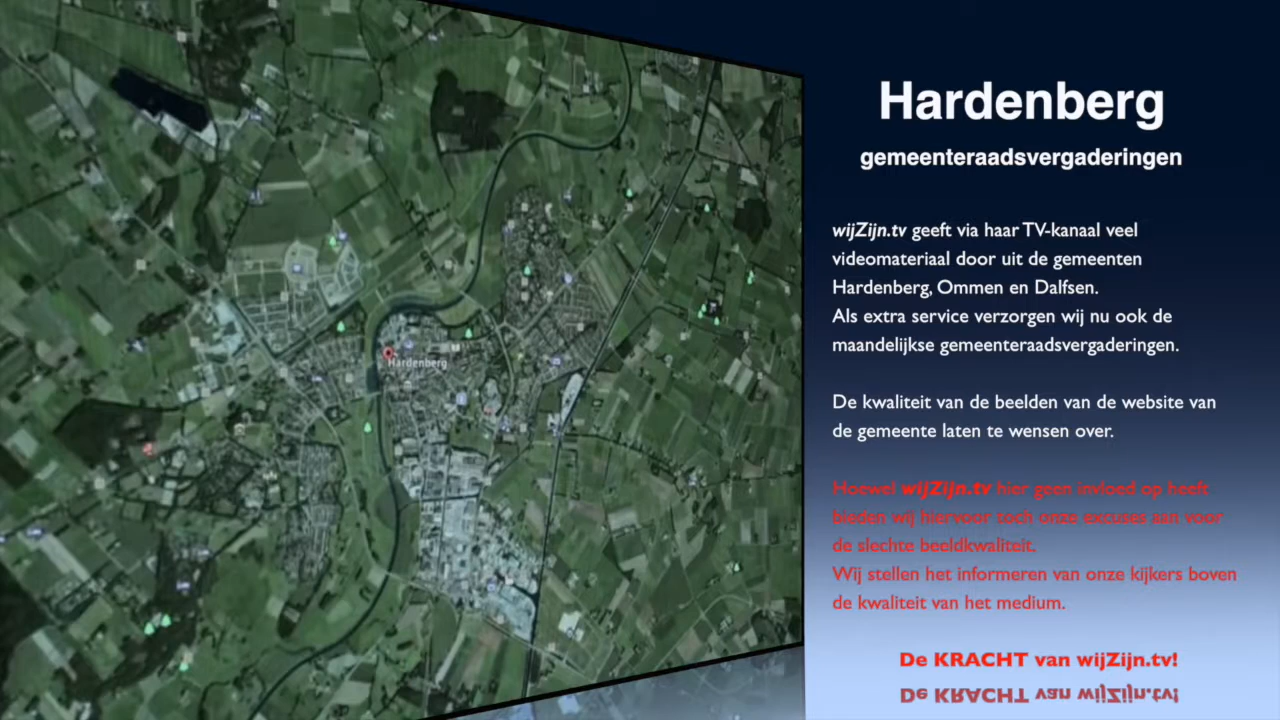 Hardenberg
gemeenteraadsvergaderingen
wijZijn.tv geeft via haar TV-kanaal veel
videomateriaal door uit de gemeenten
Hardenberg, Ommen en Dalfsen.
Als extra service verzorgen wij nu ook de
maandelijkse gemeenteraadsvergaderingen.
De kwaliteit van de beelden van de website van
de gemeente laten te wensen over.
Hoewel wijZijn.tv hier geen invloed op heeft
bieden wij hiervoor toch onze excuses aan voor
de slechte beeldkwaliteit.
Wij stellen het informeren van onze kijkers boven
de kwaliteit van het medium.
De KRACHT van wijZijn.tv!
Hardenberg